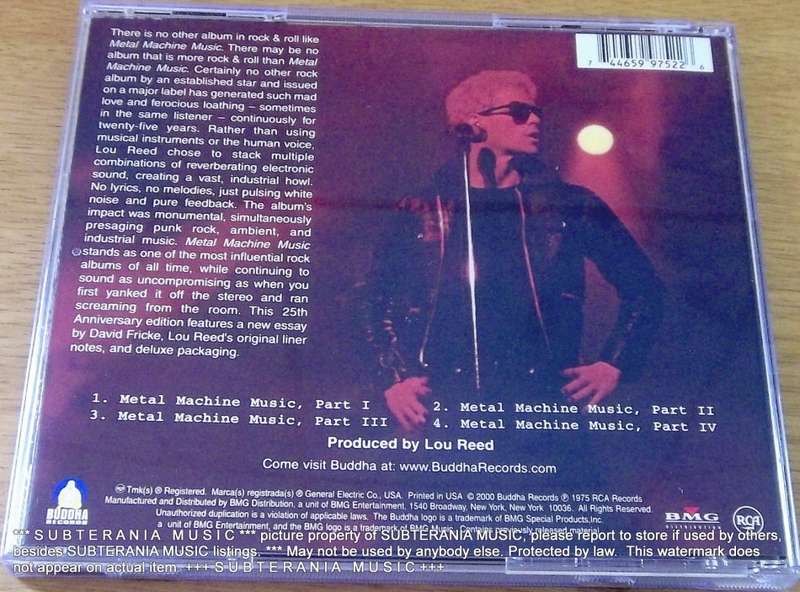 There is no other album in rock & roll like
Metal Machine Music. There may be no
album that is more rock & roll than Metal
Machine Music. Certainly no other rock
album by an established star and issued
on a major label has generated such mad
love and ferocious loathing – sometimes
in the same listener – continuously for
twenty-five years. Rather than using
musical instruments or the human voice,
Lou Reed chose to stack multiple
combinations of reverberating electronic
sound, creating a vast, industrial howl.
No lyrics, no melodies, just pulsing white
noise and pure feedback. The album's
impact was monumental, simultaneously
presaging punk rock, ambient, and
industrial music. Metal Machine Music
stands as one of the most influential rock
albums of all time, while continuing to
sound as uncompromising as when you
first yanked it off the stereo and ran
screaming from the room. This 25th
Anniversary edition features a new essay
by David Fricke, Lou Reed's original liner
notes, and deluxe packaging.
7 44659 97522 6
1. Metal Machine Music, Part I
2. Metal Machine Music, Part II
3. Metal Machine Music, Part III
4. Metal Machine Music, Part IV
Produced by Lou Reed
Come visit Buddha at: www.BuddhaRecords.com
Tmk(s) ® Registered. Marca(s) registrada(s) ® General Electric Co., USA. Printed in USA. © 2000 Buddha Records ℗ 1975 RCA Records
Manufactured and Distributed by BMG Distribution, a unit of BMG Entertainment, 1540 Broadway, New York, New York 10036. All Rights Reserved.
Unauthorized duplication is a violation of applicable laws. The Buddha logo is a trademark of BMG Special Products, Inc.
a unit of BMG Entertainment, and the BMG logo is a trademark of BMG Music. Contains previously released material.
BUDDHA
RECORDS
BMG
DISTRIBUTION
RCA
*** SUBTERANIA MUSIC *** picture property of SUBTERANIA MUSIC, please report to store if used by others,
besides SUBTERANIA MUSIC listings. *** May not be used by anybody else. Protected by law. This watermark does
not appear on actual item. +++ SUBTERANIA MUSIC +++